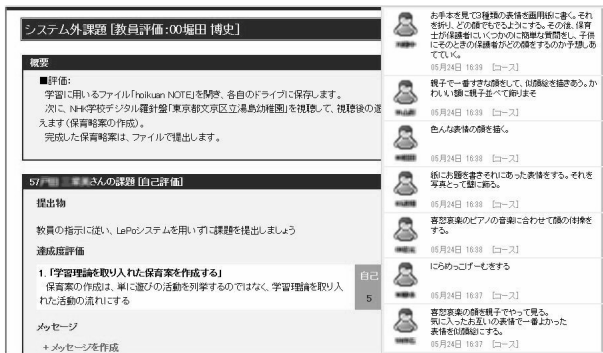 システム外課題 [教員評価:00堀田 博史]
概要
■評価:
学習に用いるファイル「hoikuan NOTE」を開き、各自のドライブに保存します。
次に、NHK学校デジタル羅針盤「東京都文京区立湯島幼稚園」を視聴して、視聴後の遊
えます(保育略案の作成)。
完成した保育略案は、ファイルで提出します。
57
さんの課題 [自己評価]
提出物
教員の指示に従い、LePoシステムを用いずに課題を提出しましょう
達成度評価
1. 「学習理論を取り入れた保育案を作成する」
保育案の作成は、単に遊びの活動を列挙するのではなく、学習理論を取り入
れた活動の流れにする
自己
5
メッセージ
+メッセージを作成
お手本を見て3種類の表情を画用紙に書く。それ
を折り、どの顔でもでるようにする。その後、保育
士が保護者にいくつかのに簡単な質問をし、子供
にそのときの保護者がどの顔をするのか予想しあ
てていく。
05月24日 16:39 [コース]
親子で一番すきな顔をして、似顔絵を描きあう。か
わいい額に親子並べて飾りまそ
05月24日 16:39 [コース]
色んな表情の顔を描く。
05月24日 16:38 [コース]
紙にお題を書きそれにあった表情をする。それを
写真とって壁に飾る。
05月24日 16:38 [コース]
喜怒哀楽のピアノの音楽に合わせて顔の体操を
する。
05月24日 16:38 [コース]
にらめっこげーむをする
05月24日 16:37 [コース]
喜怒哀楽の顔を親子でやって見る。
気に入ったお互いの表情で一番よかった
表情を似顔絵にする。
05月24日 16:37 [コース]